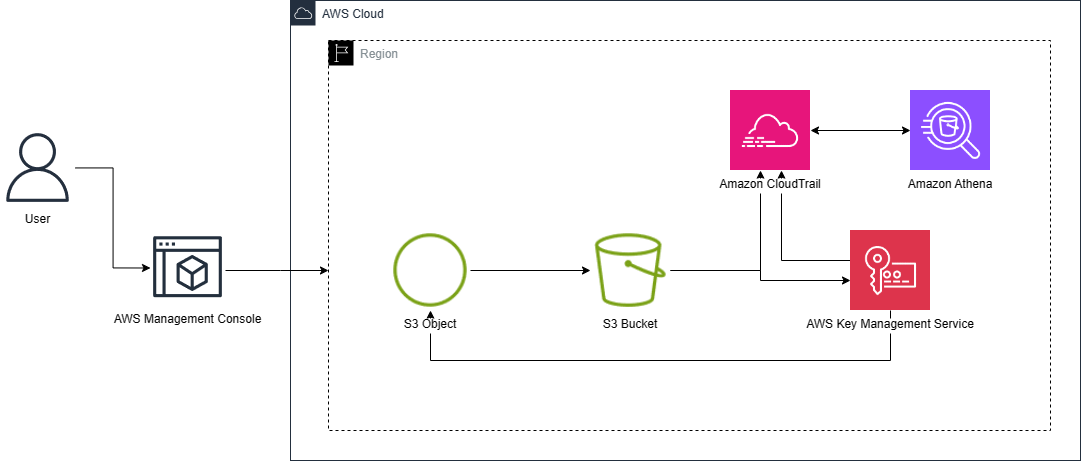 AWS Cloud
Region
User
AWS Management Console
S3 Object
S3 Bucket
Amazon CloudTrail
Amazon Athena
AWS Key Management Service